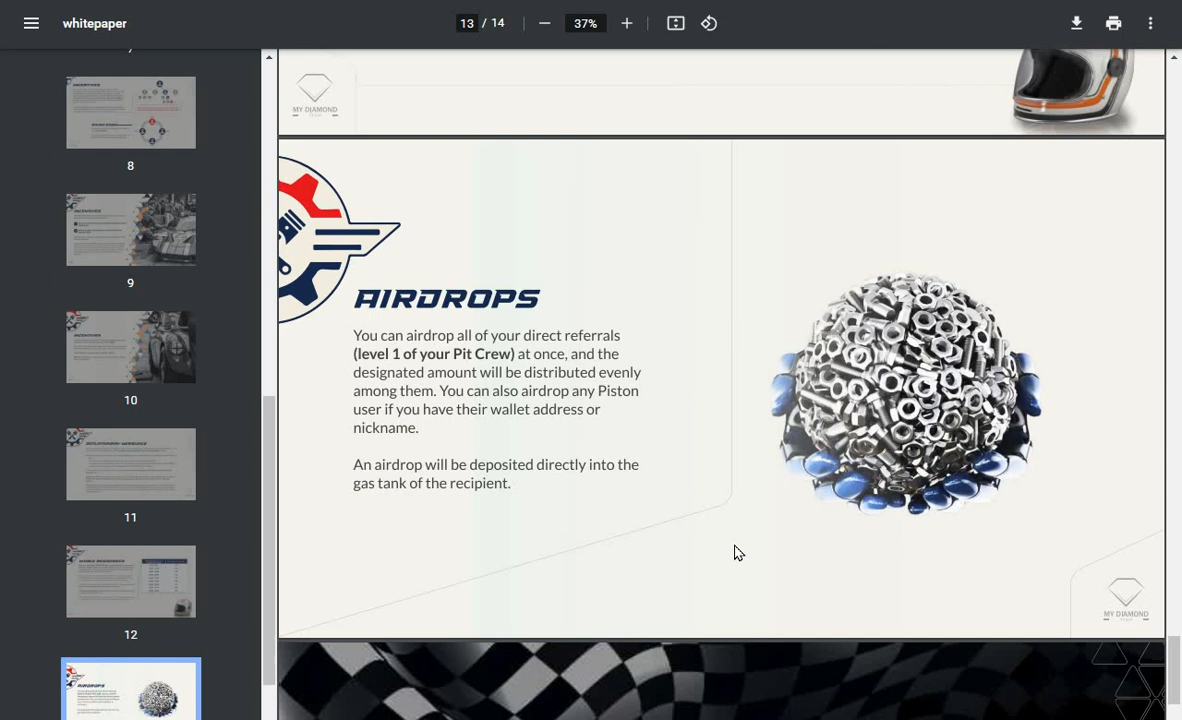 whitepaper
13 / 14
37%
8
9
10
11
12
MY DIAMOND
AIRDROPS
You can airdrop all of your direct referrals
(level 1 of your Pit Crew) at once, and the
designated amount will be distributed evenly
among them. You can also airdrop any Piston
user if you have their wallet address or
nickname.
An airdrop will be deposited directly into the
gas tank of the recipient.
MY DIAMOND
AIRDROPS